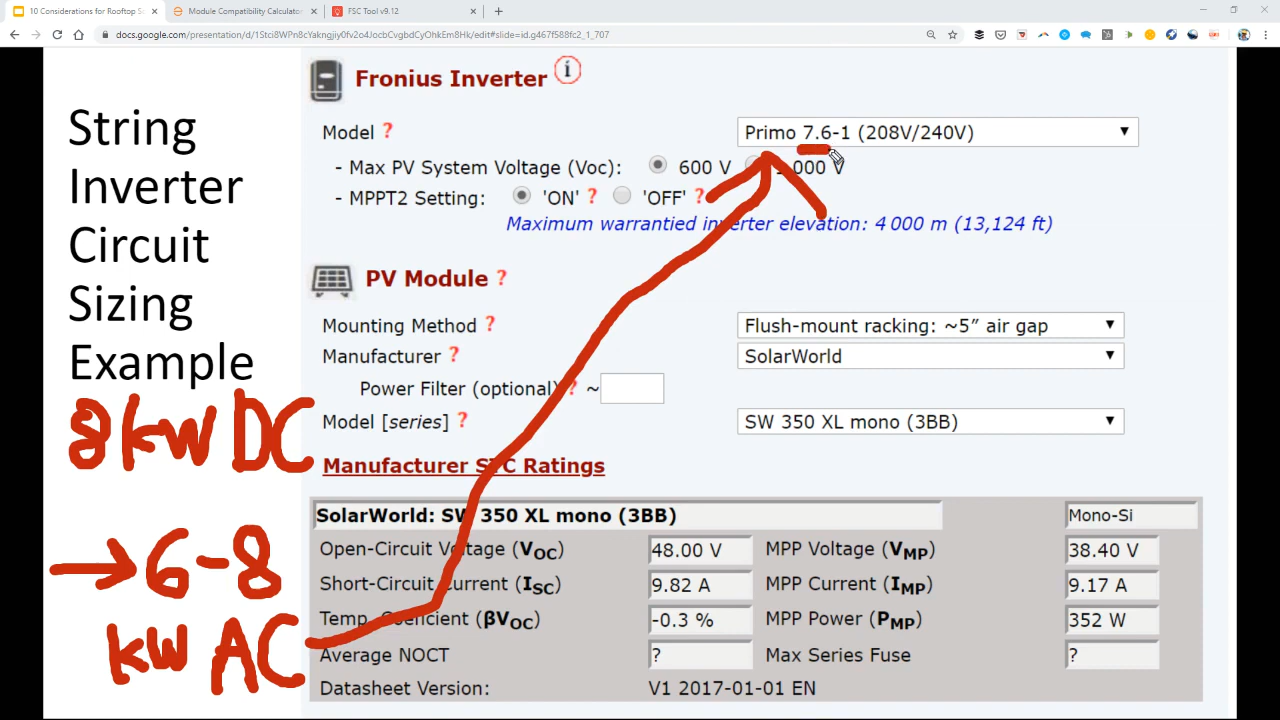 10 Considerations for Rooftop S
Module Compatibility Calculator
FSC Tool v9.12
docs.google.com/presentation/d/1Stci8WPn8cYakngjiy0fv2o4JocbCvgbdCyOhkEm8Hk/edit#slide=id.g467f588fc2_1_707
String
Inverter
Circuit
Sizing
Example
8 kW DC
→ 6-8
kW AC
Fronius Inverter i
Model ? Primo 7.6-1 (208V/240V)
- Max PV System Voltage (Voc): 600 V 1 000 V
- MPPT2 Setting: 'ON' ? 'OFF' ?
Maximum warrantied inverter elevation: 4 000 m (13,124 ft)
PV Module ?
Mounting Method ? Flush-mount racking: ~5" air gap
Manufacturer ? SolarWorld
Power Filter (optional) ? ~
Model [series] ? SW 350 XL mono (3BB)
Manufacturer STC Ratings
SolarWorld: SW 350 XL mono (3BB) Mono-Si
Open-Circuit Voltage (VOC) 48.00 V MPP Voltage (VMP) 38.40 V
Short-Circuit Current (ISC) 9.82 A MPP Current (IMP) 9.17 A
Temp. Coeficient (βVOC) -0.3 % MPP Power (PMP) 352 W
Average NOCT ? Max Series Fuse ?
Datasheet Version: V1 2017-01-01 EN